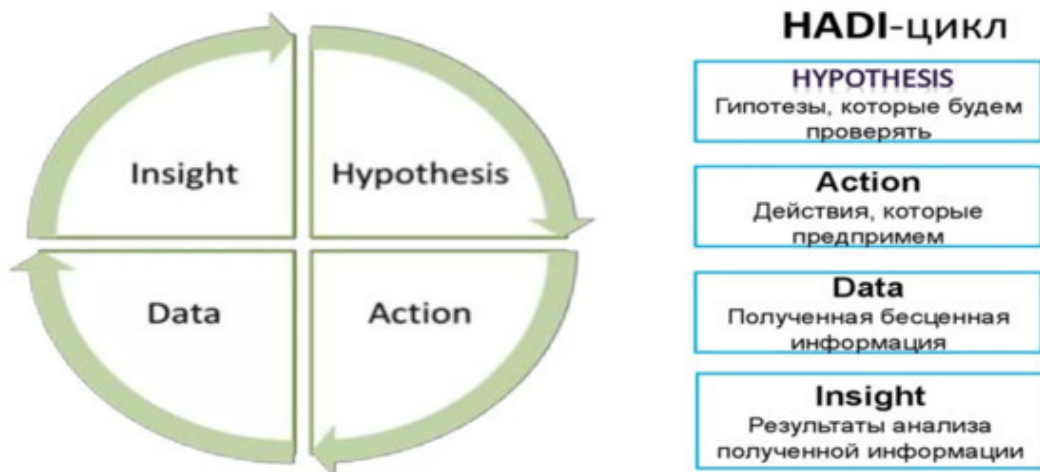 Insight
Hypothesis
Data
Action
HADI-цикл
HYPOTHESIS
Гипотезы, которые будем
проверять
Action
Действия, которые
предпримем
Data
Полученная бесценная
информация
Insight
Результаты анализа
полученной информации